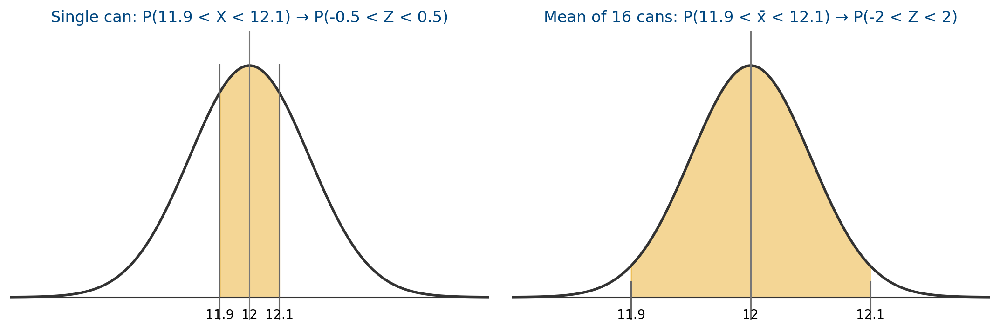 Single can: P(11.9 < X < 12.1) → P(-0.5 < Z < 0.5)
11.9 12 12.1
Mean of 16 cans: P(11.9 < x̄ < 12.1) → P(-2 < Z < 2)
11.9 12 12.1